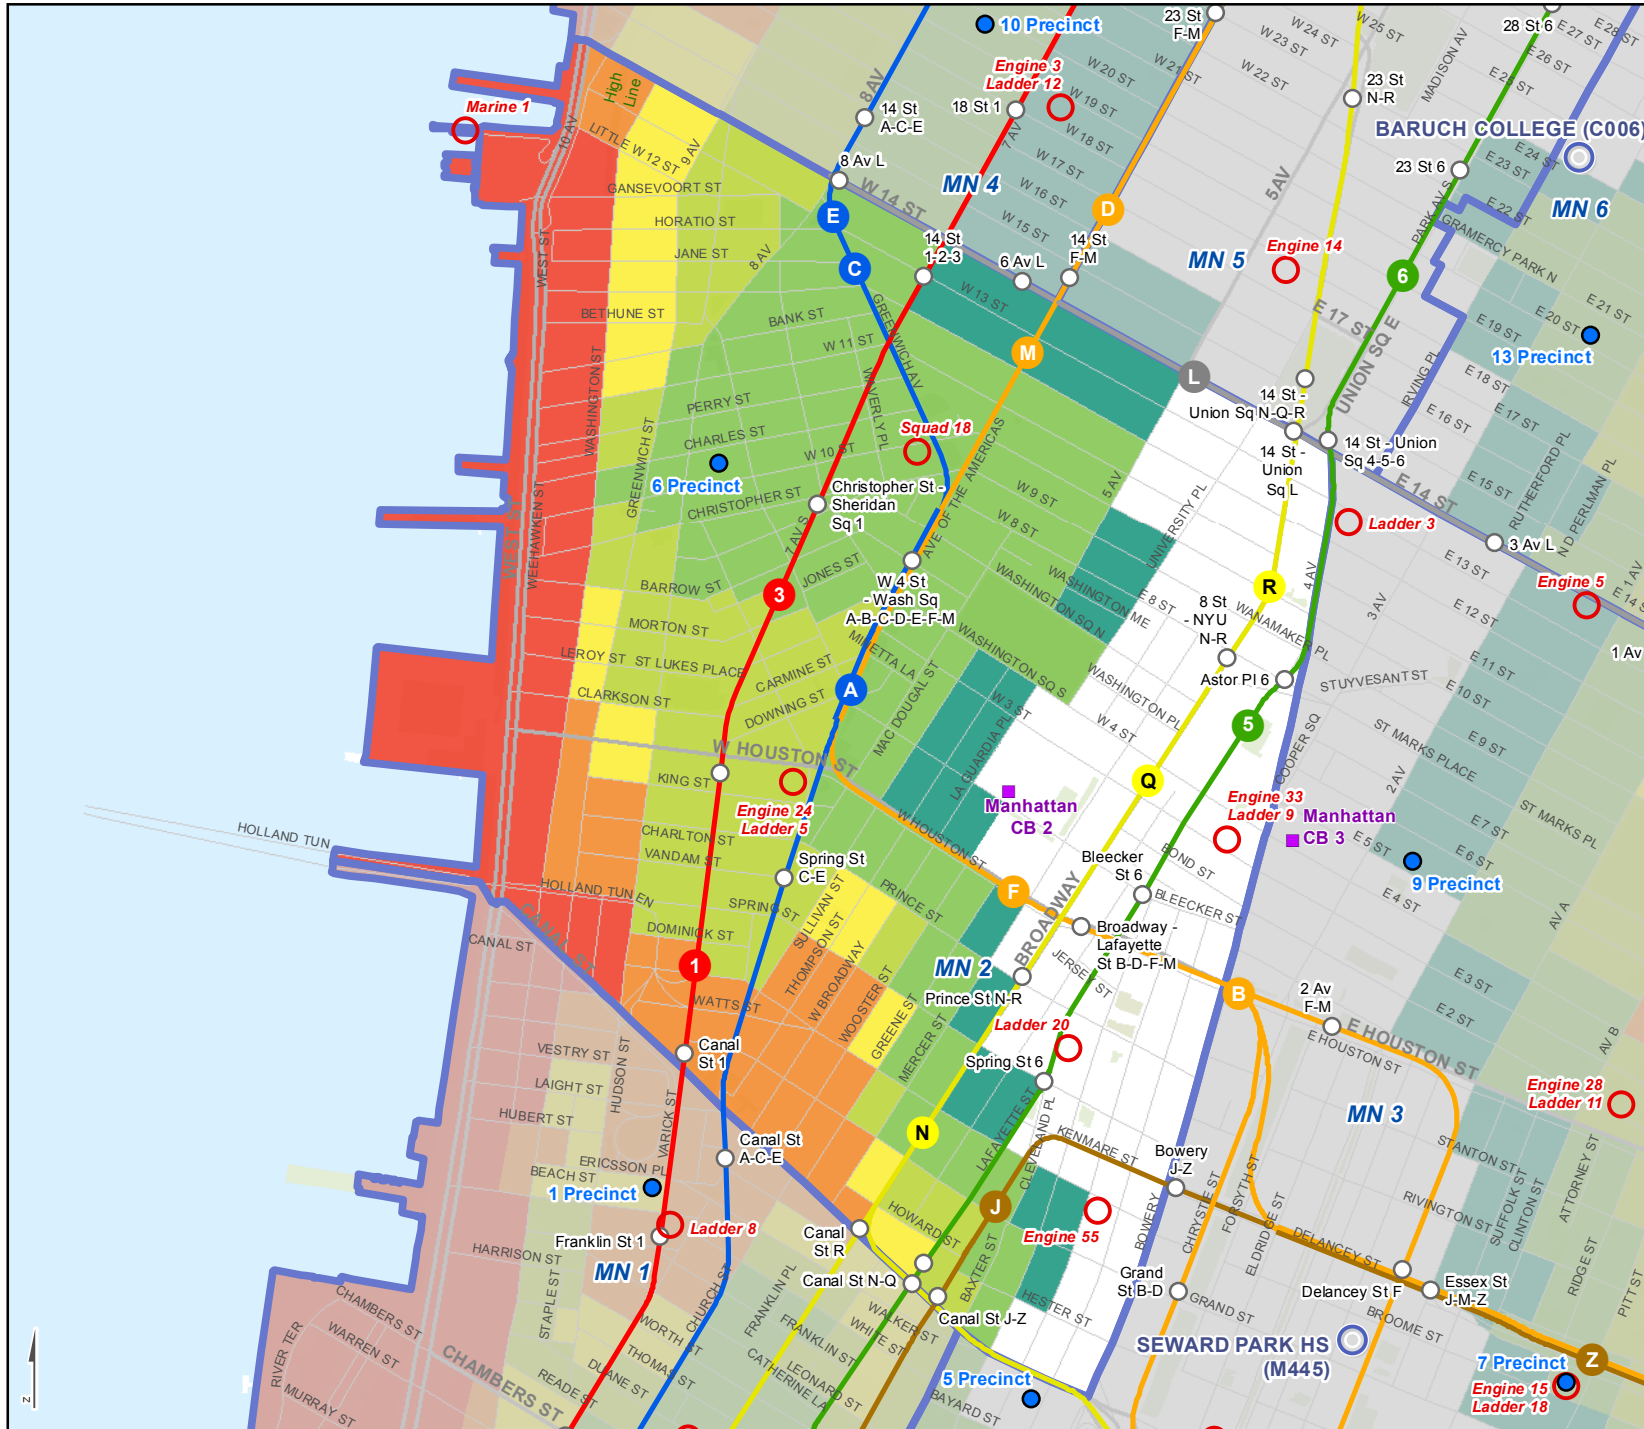 10 Precinct
23 St
F-M
W 25 ST
W 24 ST
W 23 ST
W 22 ST
28 St 6
E 28 ST
E 27 ST
E 26 ST
E 25 ST
MADISON AV
High
Line
Marine 1
10 AV
8 AV
14 St
A-C-E
Engine 3
Ladder 12
18 St 1
7 AV
W 21 ST
W 20 ST
W 19 ST
W 18 ST
W 17 ST
W 16 ST
W 15 ST
23 St
N-R
BARUCH COLLEGE (C006)
E 24 ST
E 23 ST
E 22 ST
23 St 6
PARK AV S
LITTLE W 12 ST
9 AV
8 Av L
W 14 ST
MN 4
D
5 AV
MN 6
GANSEVOORT ST
HORATIO ST
JANE ST
8 AV
E
C
14 St
1-2-3
6 Av L
14 St
F-M
MN 5
Engine 14
6
GRAMERCY PARK N
E 21 ST
E 20 ST
E 19 ST
13 Precinct
WEST ST
BETHUNE ST
BANK ST
W 11 ST
GREENWICH AV
W 13 ST
M
L
E 17 ST
UNION SQ E
IRVING PL
E 18 ST
E 17 ST
E 16 ST
E 15 ST
WASHINGTON ST
PERRY ST
CHARLES ST
W 10 ST
WAVERLY PL
Squad 18
14 St -
Union Sq N-Q-R
14 St -
Union
Sq L
14 St - Union
Sq 4-5-6
E 14 ST
RUTHERFORD PL
N D PERLMAN PL
GREENWICH ST
6 Precinct
CHRISTOPHER ST
Christopher St -
Sheridan
Sq 1
AVE OF THE AMERICAS
W 9 ST
W 8 ST
5 AV
UNIVERSITY PL
Ladder 3
3 Av L
WEST ST
WEEHAWKEN ST
7 AV S
JONES ST
BARROW ST
3
W 4 St
- Wash Sq
A-B-C-D-E-F-M
WASHINGTON ME
WASHINGTON SQ N
E 8 ST
R
4 AV
WANAMAKER PL
8 St
- NYU
N-R
3 AV
E 13 ST
E 12 ST
Engine 5
1 AV
E 14 S
1 Av
MORTON ST
LEROY ST
ST LUKES PLACE
CARMINE ST
MINETTA LA
WASHINGTON SQ S
WASHINGTON PL
Astor Pl 6
STUYVESANT ST
E 11 ST
E 10 ST
CLARKSON ST
DOWNING ST
A
MAC DOUGAL ST
W 3 ST
LA GUARDIA PL
W 4 ST
5
COOPER SQ
ST MARKS PLACE
E 9 ST
2 AV
W HOUSTON ST
KING ST
Engine 24
Ladder 5
Manhattan
CB 2
Q
Engine 33
Ladder 9
Manhattan
CB 3
ST MARKS PL
E 7 ST
E 6 ST
E 5 ST
HOLLAND TUN
CHARLTON ST
VANDAM ST
W HOUSTON ST
BOND ST
9 Precinct
Spring St
C-E
Bleecker
St 6
HOLLAND TUN EN
SPRING ST
SULLIVAN ST
PRINCE ST
F
BROADWAY
BLEECKER ST
E 4 ST
AV A
CANAL ST
CANAL ST
DOMINICK ST
THOMPSON ST
W BROADWAY
WOOSTER ST
MN 2
Broadway -
Lafayette
St B-D-F-M
1
JERSEY ST
Prince St N-R
B
2 Av
F-M
E 3 ST
E 2 ST
WATTS ST
GREENE ST
MERCER ST
Ladder 20
E HOUSTON ST
E HOUSTON ST
AV B
VESTRY ST
HUDSON ST
Canal
St 1
Spring St 6
LAIGHT ST
HUBERT ST
VARICK ST
N
LAFAYETTE ST
CLEVELAND PL
KENMARE ST
Engine 28
Ladder 11
MN 3
STANTON ST
BEACH ST
ERICSSON PL
1 Precinct
Canal St
A-C-E
Bowery
J-Z
J
BOWERY
CHRYSTIE ST
FORSYTH ST
ELDRIDGE ST
RIVINGTON ST
SUFFOLK ST
CLINTON ST
ATTORNEY ST
Ladder 8
Franklin St 1
HARRISON ST
MN 1
Canal
St R
HOWARD ST
Engine 55
DELANCEY ST
Canal St N-Q
BAXTER ST
Grand
St B-D
Delancey St F
Essex St
J-M-Z
RIDGE ST
PITT ST
STAPLE ST
CHURCH ST
FRANKLIN PL
Canal St J-Z
HESTER ST
GRAND ST
BROOME ST
CHAMBERS ST
WARREN ST
RIVER TER
MURRAY ST
CHAMBERS ST
WORTH ST
THOMAS ST
DUANE ST
READE ST
WALKER ST
WHITE ST
FRANKLIN ST
LEONARD ST
CATHERINE LA
SEWARD PARK HS
(M445)
5 Precinct
BAYARD ST
7 Precinct
Z
Engine 15
Ladder 18
Z